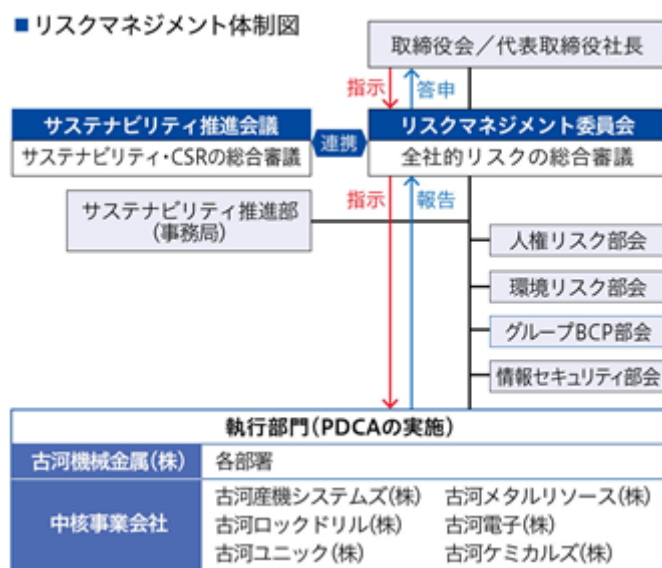 ■リスクマネジメント体制図
取締役会／代表取締役社長
指示
答申
サステナビリティ推進会議
サステナビリティ・CSRの総合審議
連携
リスクマネジメント委員会
全社的リスクの総合審議
指示
報告
サステナビリティ推進部
(事務局)
人権リスク部会
環境リスク部会
グループBCP部会
情報セキュリティ部会
執行部門(PDCAの実施)
古河機械金属(株)
各部署
中核事業会社
古河産機システムズ(株) 古河メタルリソース(株)
古河ロックドリル(株) 古河電子(株)
古河ユニック(株) 古河ケミカルズ(株)